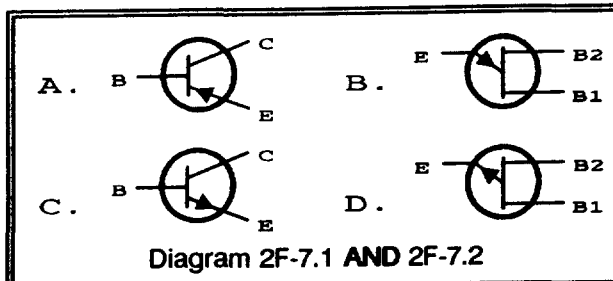 C
E B2
A. B B.
B1
E
C
E B2
B
C. D.
B1
E
Diagram 2F-7.1 AND 2F-7.2